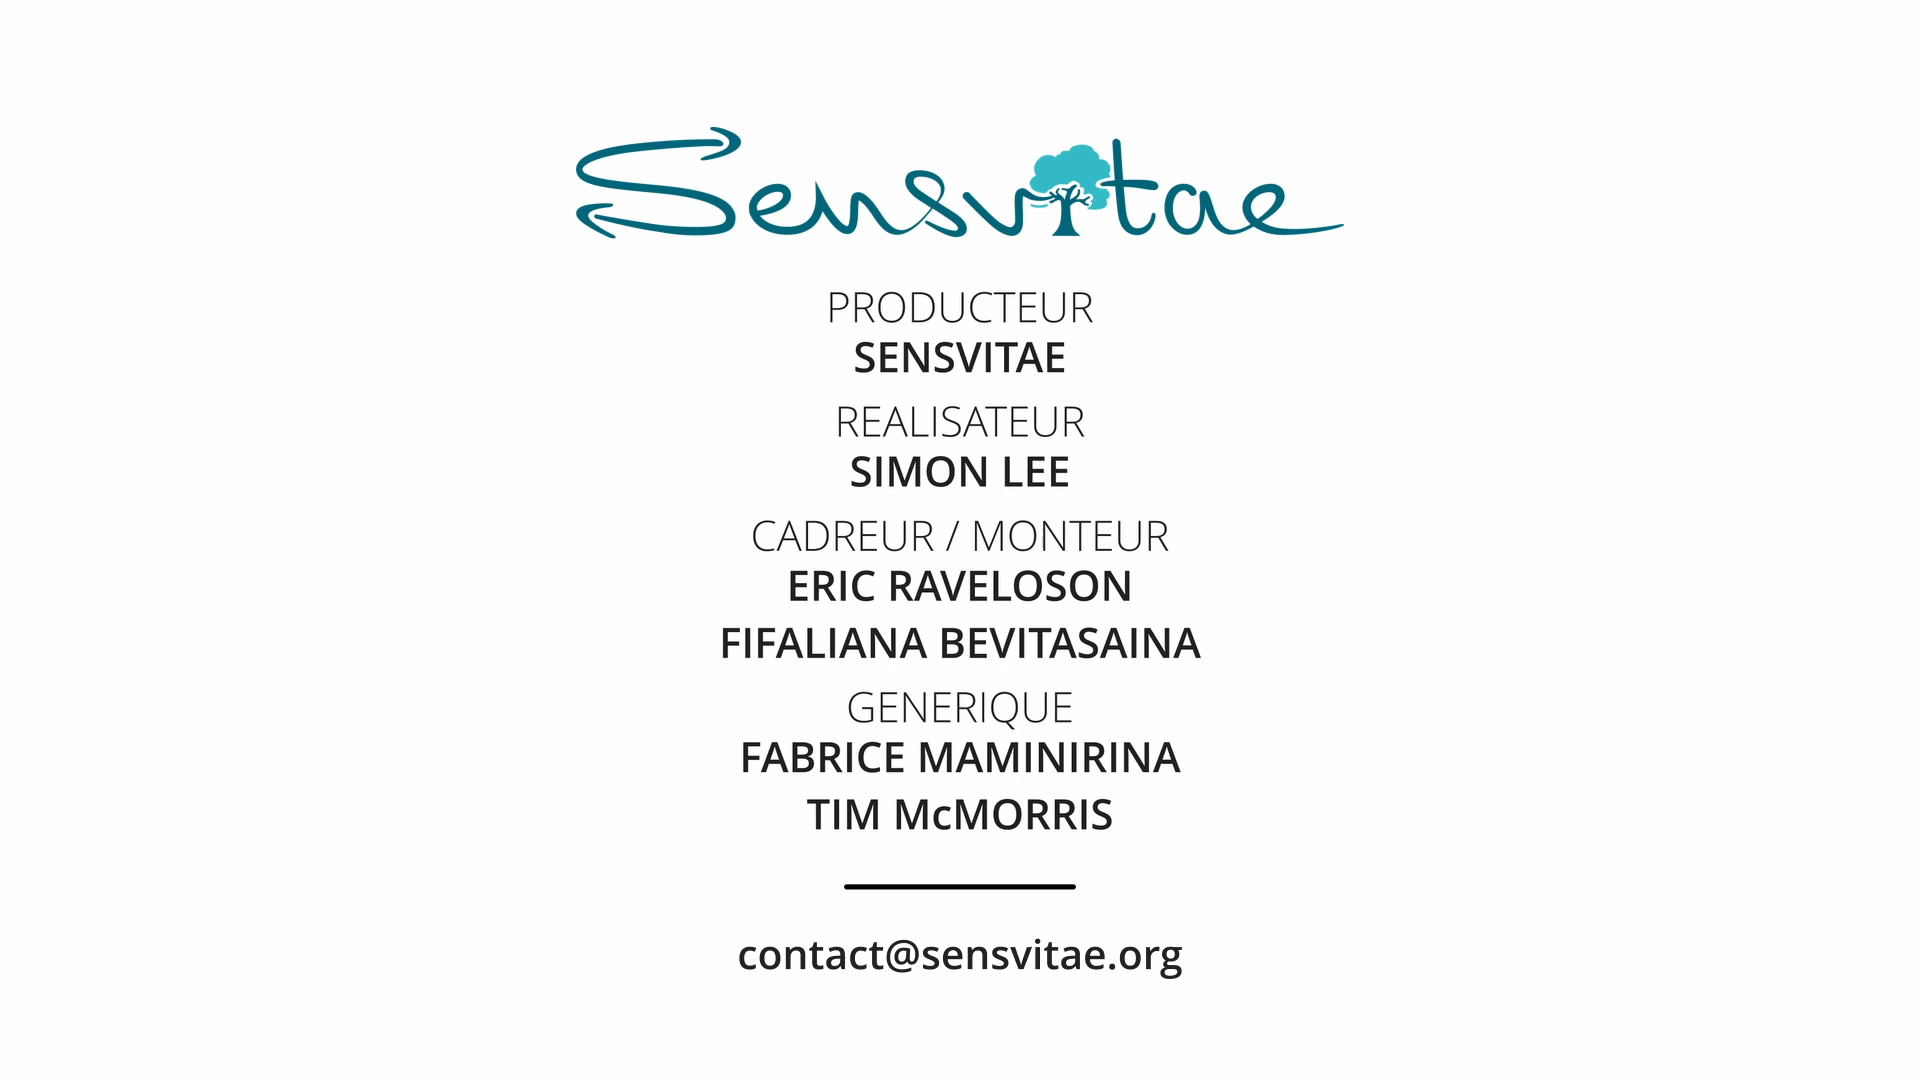 Sensvitae
PRODUCTEUR
SENSVITAE
REALISATEUR
SIMON LEE
CADREUR / MONTEUR
ERIC RAVELOSON
FIFALIANA BEVITASAINA
GENERIQUE
FABRICE MAMINIRINA
TIM McMORRIS
contact@sensvitae.org